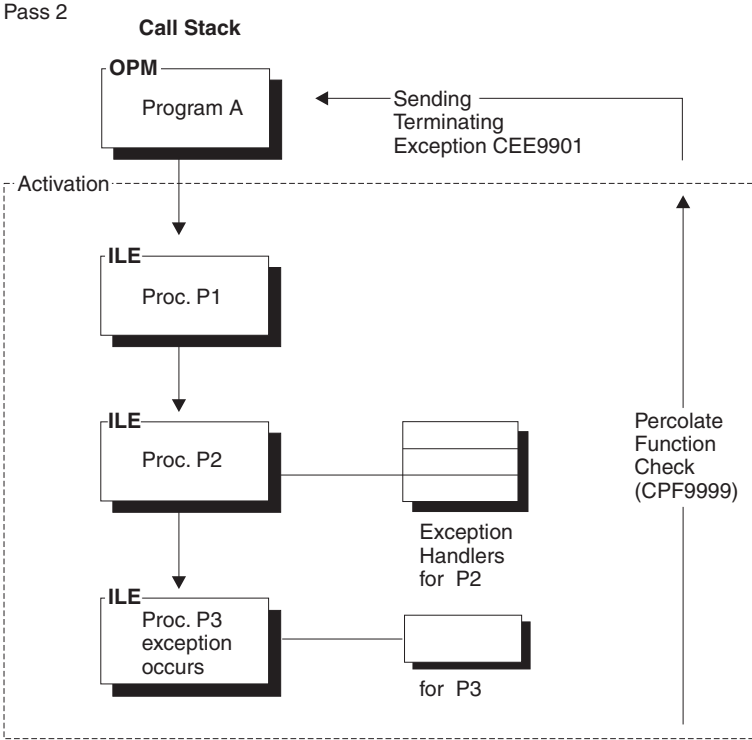 Pass 2
Call Stack
OPM
Program A
Sending
Terminating
Exception CEE9901
Activation
ILE
Proc. P1
ILE
Proc. P2
Exception
Handlers
for P2
Percolate
Function
Check
(CPF9999)
ILE
Proc. P3
exception
occurs
for P3